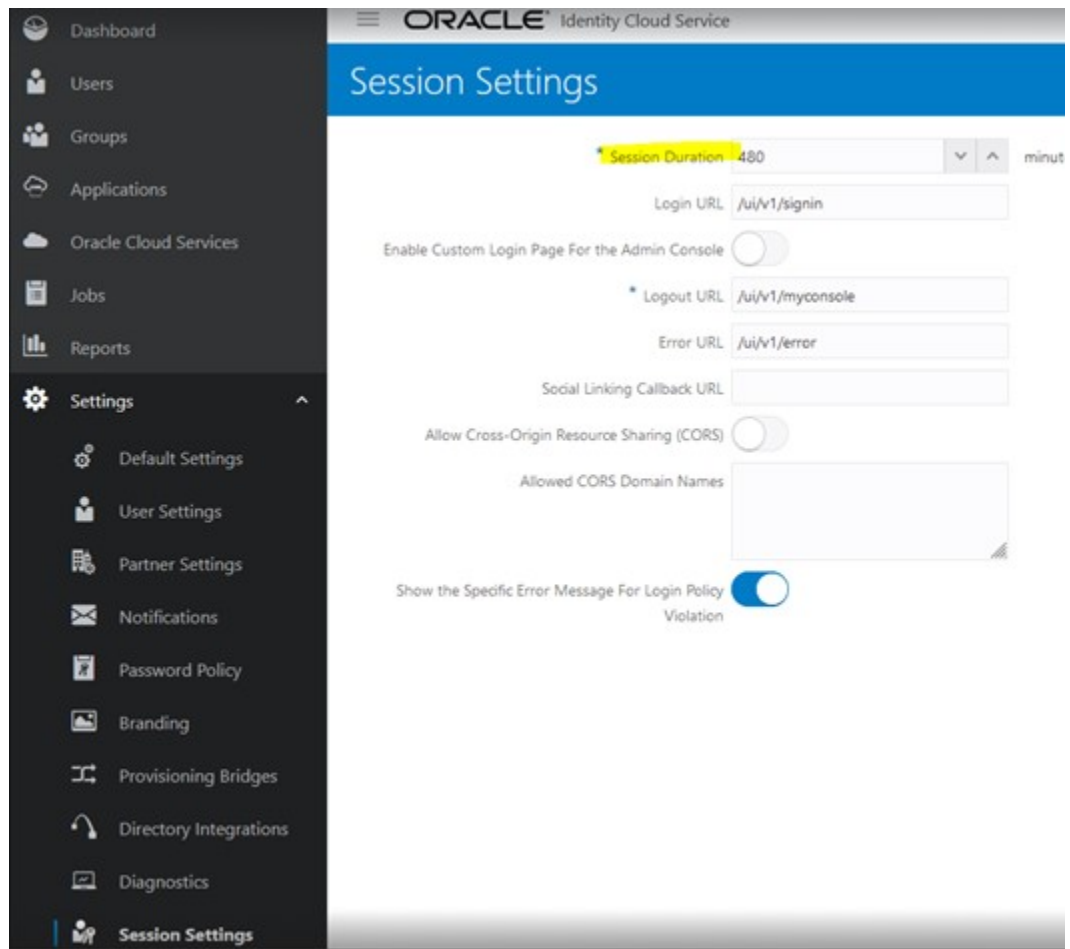 Dashboard
Users
Groups
Applications
Oracle Cloud Services
Jobs
Reports
Settings
Default Settings
User Settings
Partner Settings
Notifications
Password Policy
Branding
Provisioning Bridges
Directory Integrations
Diagnostics
Session Settings
ORACLE® Identity Cloud Service
Session Settings
* Session Duration 480 minut
Login URL /ui/v1/signin
Enable Custom Login Page For the Admin Console
* Logout URL /ui/v1/myconsole
Error URL /ui/v1/error
Social Linking Callback URL
Allow Cross-Origin Resource Sharing (CORS)
Allowed CORS Domain Names
Show the Specific Error Message For Login Policy
Violation